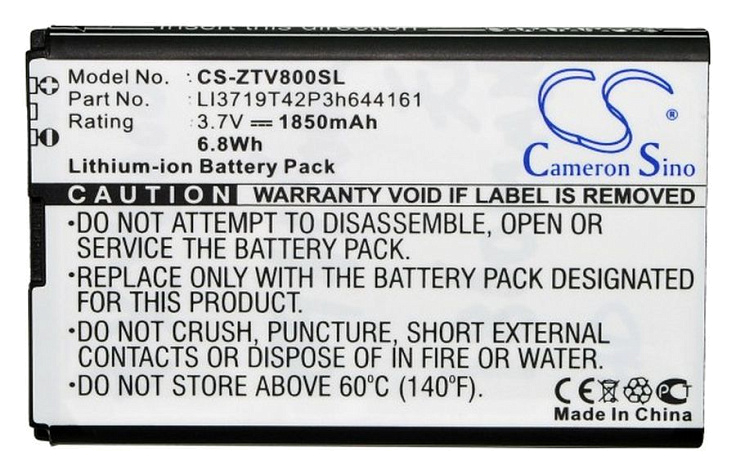 Model No. :CS-ZTV800SL
Part No. :LI3719T42P3h644161
Rating :3.7V 1850mAh
6.8Wh
Lithium-ion Battery Pack
CS
®
Cameron Sino
CAUTION WARRANTY VOID IF LABEL IS REMOVED
•DO NOT ATTEMPT TO DISASSEMBLE, OPEN OR
SERVICE THE BATTERY PACK.
•REPLACE ONLY WITH THE BATTERY PACK DESIGNATED
FOR THIS PRODUCT.
•DO NOT CRUSH, PUNCTURE, SHORT EXTERNAL
CONTACTS OR DISPOSE OF IN FIRE OR WATER.
•DO NOT STORE ABOVE 60°C (140°F).
CE
Made In China